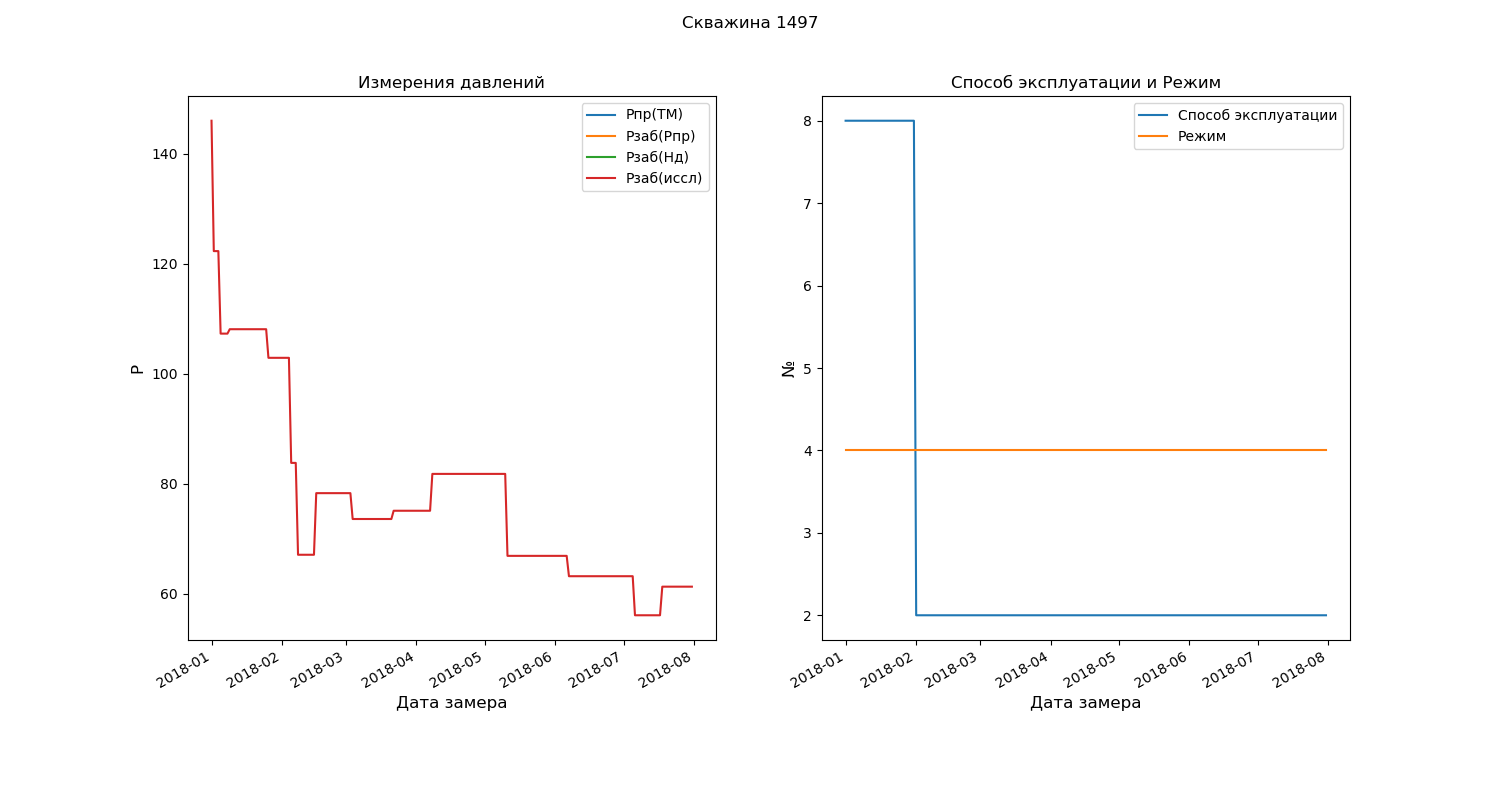 Скважина 1497
Измерения давлений
Pпр(ТМ)
Pзаб(Pпр)
Pзаб(Нд)
Pзаб(иссл)
P
140
120
100
80
60
2018-01
2018-02
2018-03
2018-04
2018-05
2018-06
2018-07
2018-08
Дата замера
Способ эксплуатации и Режим
Способ эксплуатации
Режим
№
8
7
6
5
4
3
2
2018-01
2018-02
2018-03
2018-04
2018-05
2018-06
2018-07
2018-08
Дата замера